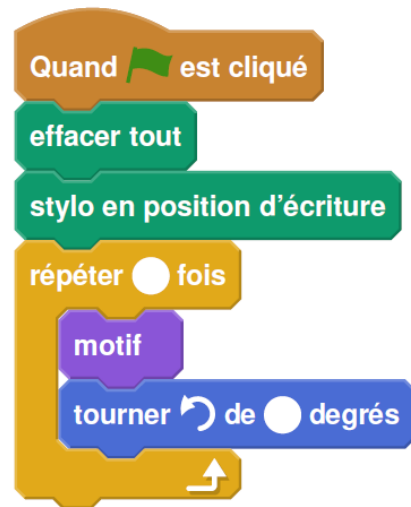 Quand est cliqué
effacer tout
stylo en position d'écriture
répéter fois
motif
tourner de degrés